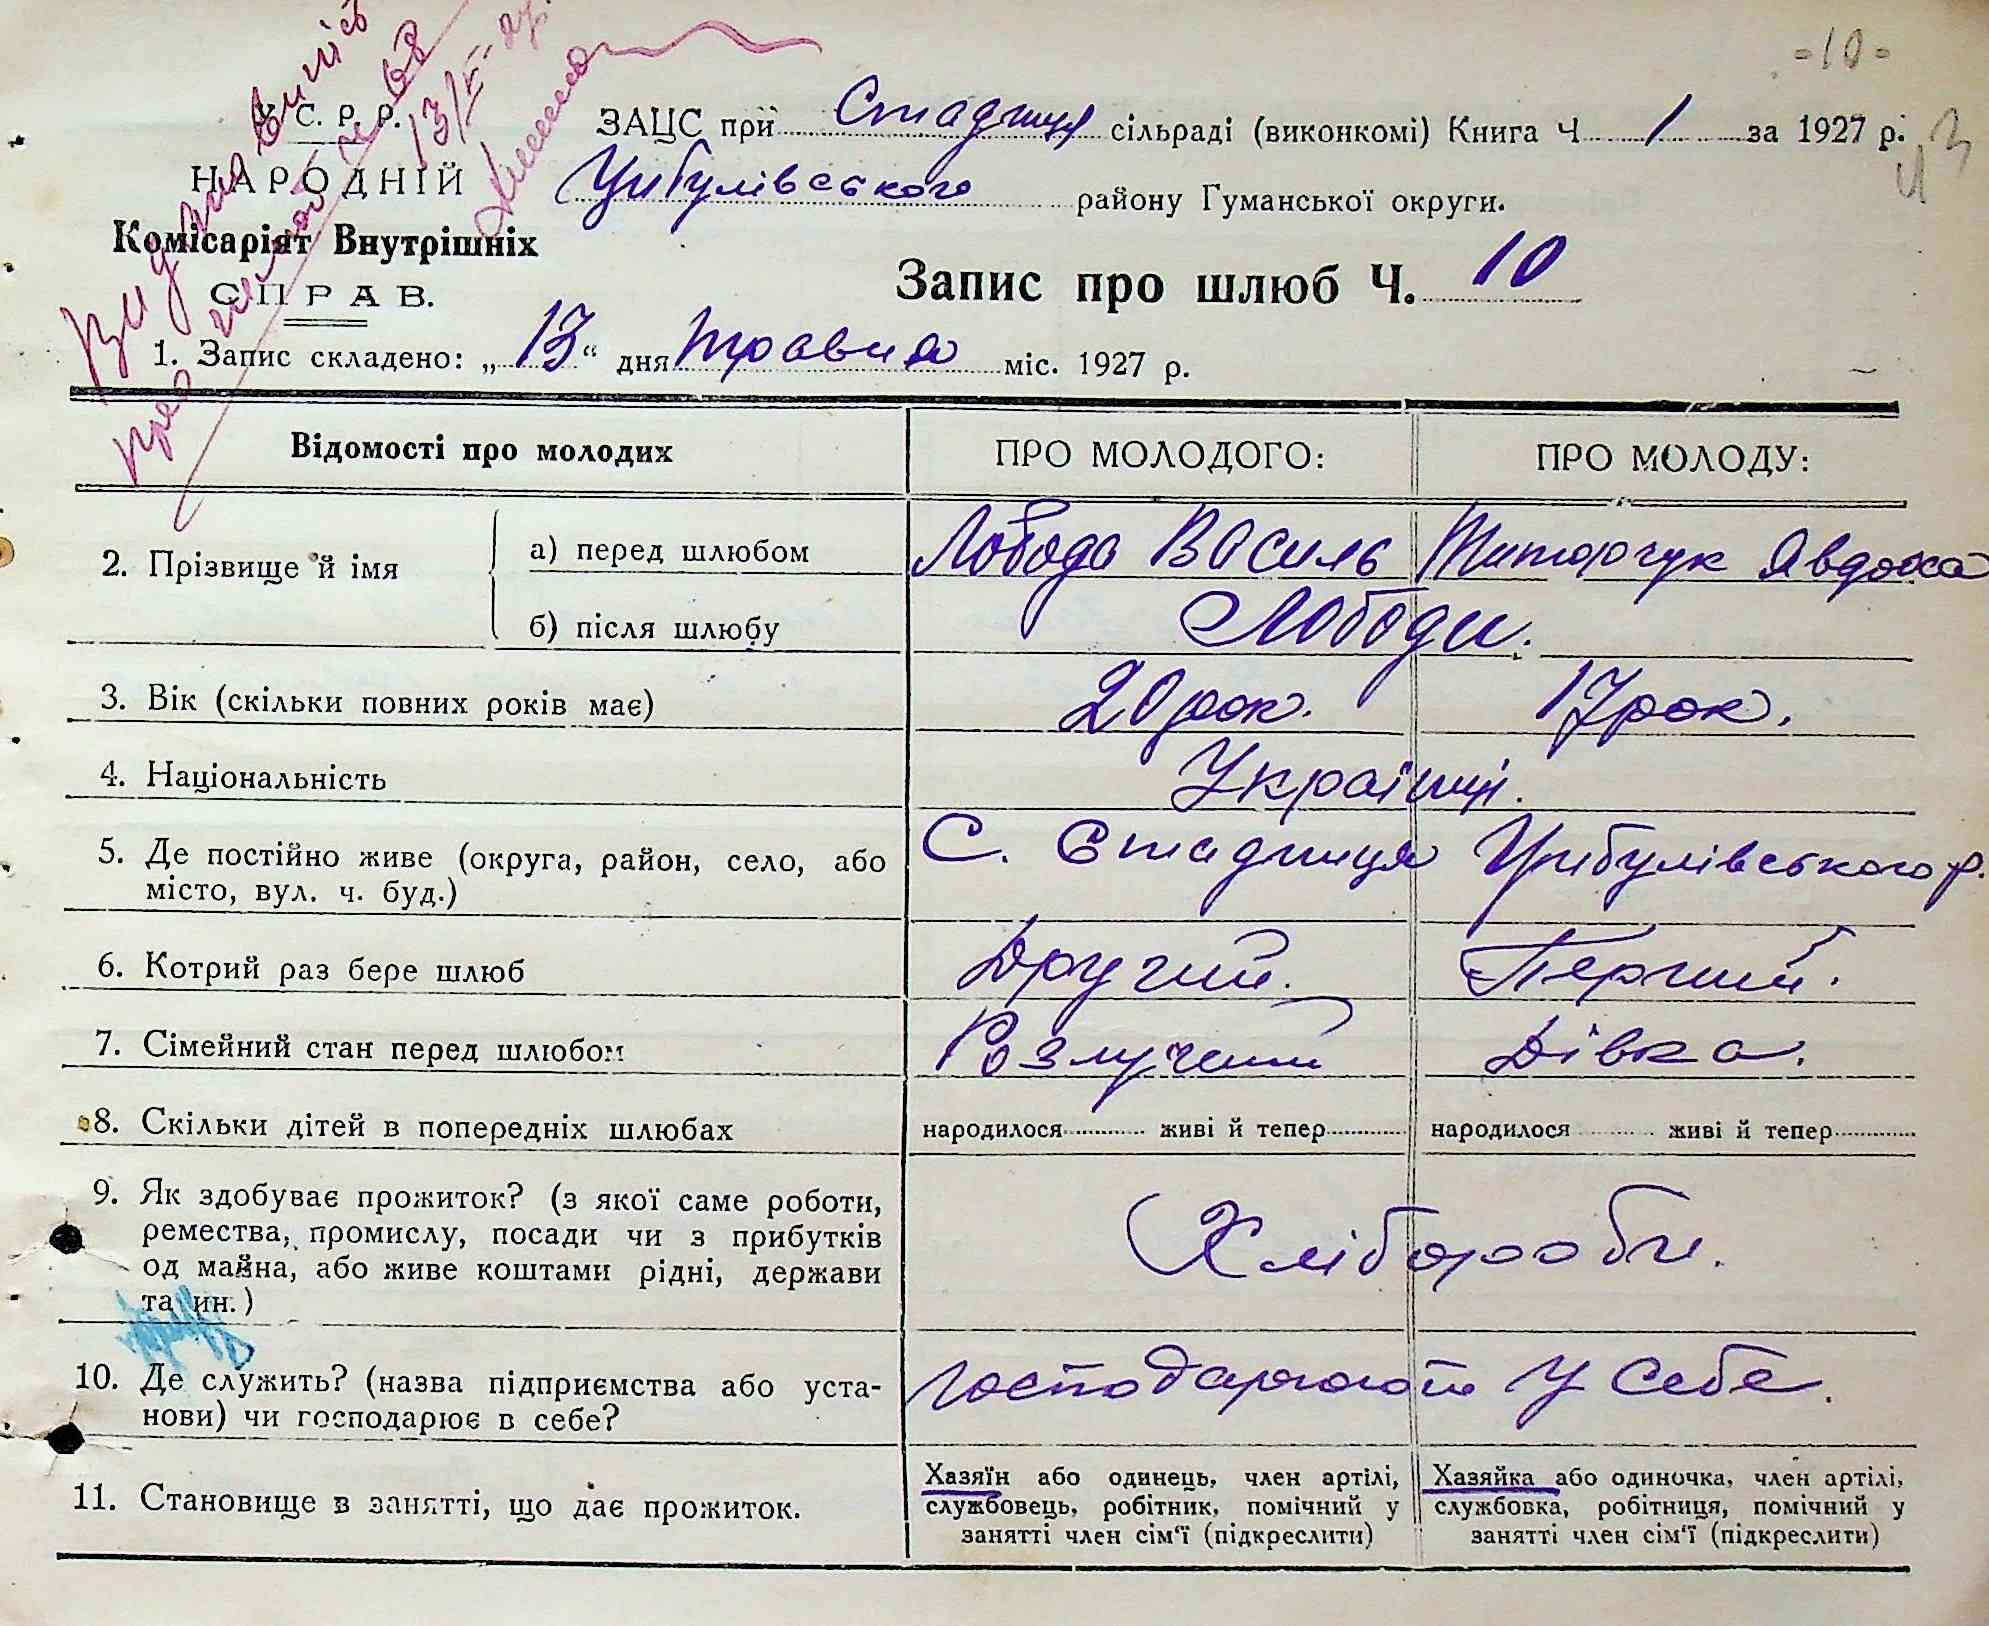 -10-
У. С. Р. Р.
НАРОДНІЙ
Комісаріят Внутрішніх
СПРАВ.
ЗАЦС при Стадниця сільраді (виконкомі) Книга Ч 1 за 1927 р.
Цибулівського району Гуманської округи.
Запис про шлюб Ч. 10
1. Запис складено: „13“ дня травня міс. 1927 р.
Відомості про молодих
ПРО МОЛОДОГО:
ПРО МОЛОДУ:
2. Прізвище й імя
а) перед шлюбом
Лобода Василь
Титарчук Явдоха
б) після шлюбу
Лободи.
3. Вік (скільки повних років має)
20 рок.
17 рок.
4. Національність
Українці.
5. Де постійно живе (округа, район, село, або
місто, вул. ч. буд.)
С. Стадниця Цибулівського р.
6. Котрий раз бере шлюб
Другий.
Перший.
7. Сімейний стан перед шлюбом
Розлучений
Дівка.
8. Скільки дітей в попередніх шлюбах
народилося живі й тепер
народилося живі й тепер
9. Як здобуває прожиток? (з якої саме роботи,
ремества, промислу, посади чи з прибутків
од майна, або живе коштами рідні, держави
та ин.)
Хлібороби.
10. Де служить? (назва підприємства або уста-
нови) чи господарює в себе?
Господарюють у себе.
11. Становище в занятті, що дає прожиток.
Хазяїн або одинець, член артілі,
службовець, робітник, помічний у
занятті член сім'ї (підкреслити)
Хазяйка або одиночка, член артілі,
службовка, робітниця, помічний у
занятті член сім'ї (підкреслити)